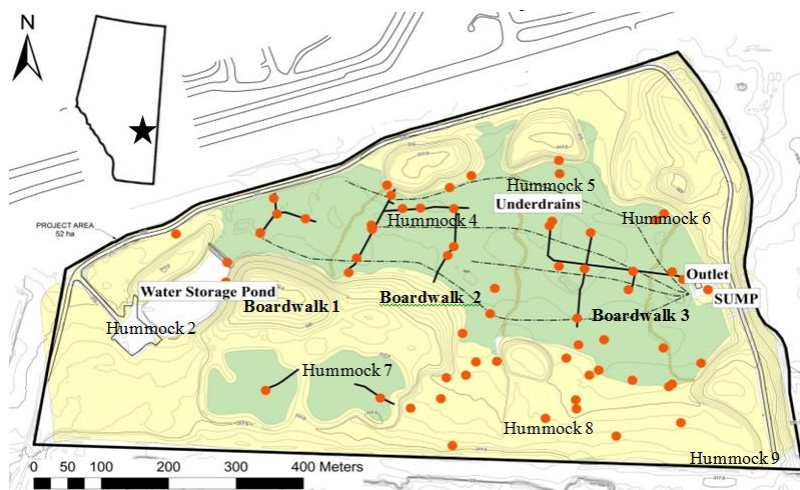 N
Hummock 5
Underdrains
Hummock 4
Hummock 6
PROJECT AREA
52 ha
Outlet
Water Storage Pond
Boardwalk 1
Boardwalk 2
SUMP
Boardwalk 3
Hummock 2
Hummock 7
Hummock 8
Hummock 9
0 50 100 200 300 400 Meters